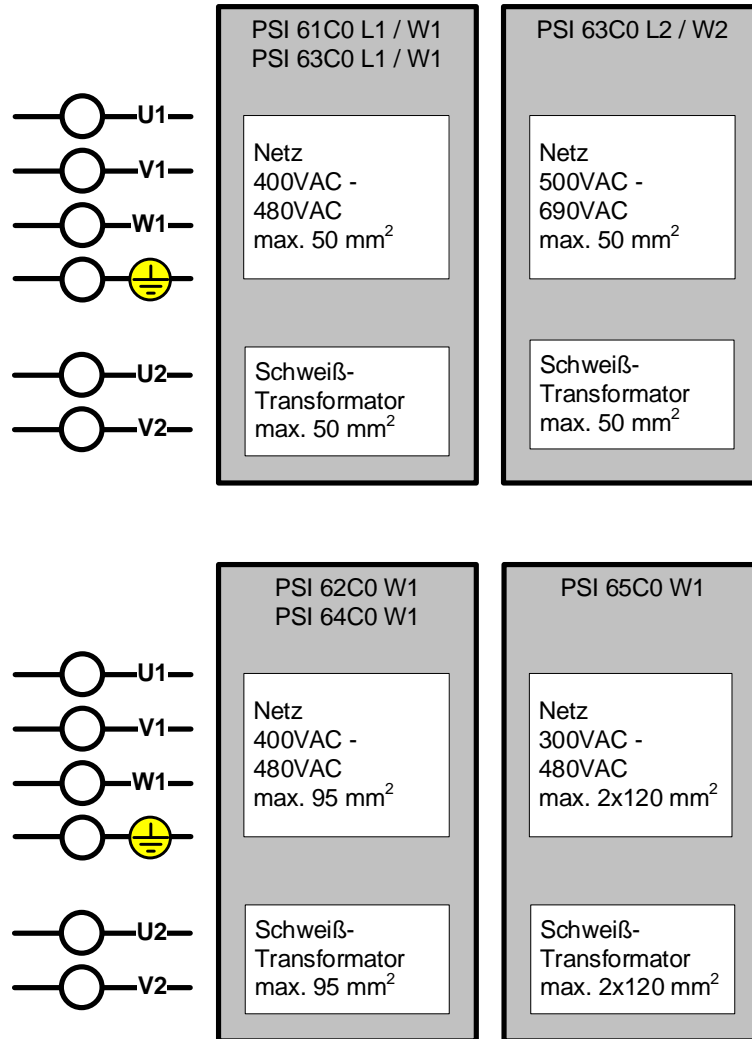 PSI 61C0 L1 / W1
PSI 63C0 L1 / W1
PSI 63C0 L2 / W2
U1
V1
W1
U2
V2
Netz
400VAC -
480VAC
max. 50 mm²
Schweiß-
Transformator
max. 50 mm²
Netz
500VAC -
690VAC
max. 50 mm²
Schweiß-
Transformator
max. 50 mm²
PSI 62C0 W1
PSI 64C0 W1
PSI 65C0 W1
U1
V1
W1
U2
V2
Netz
400VAC -
480VAC
max. 95 mm²
Schweiß-
Transformator
max. 95 mm²
Netz
300VAC -
480VAC
max. 2x120 mm²
Schweiß-
Transformator
max. 2x120 mm²